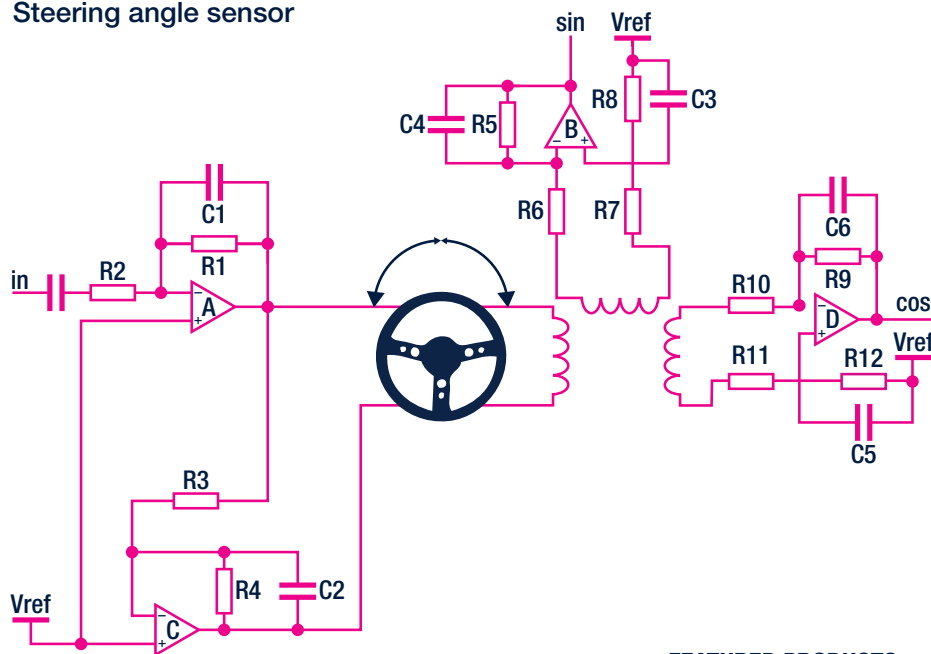 Steering angle sensor
sin
Vref
R8
C3
C4
R5
B
− +
R6
R7
C1
R1
in
R2
−
A
+
C6
R9
R10
−
D
+
cos
Vref
R11
R12
C5
R3
R4
C2
Vref
−
C
+